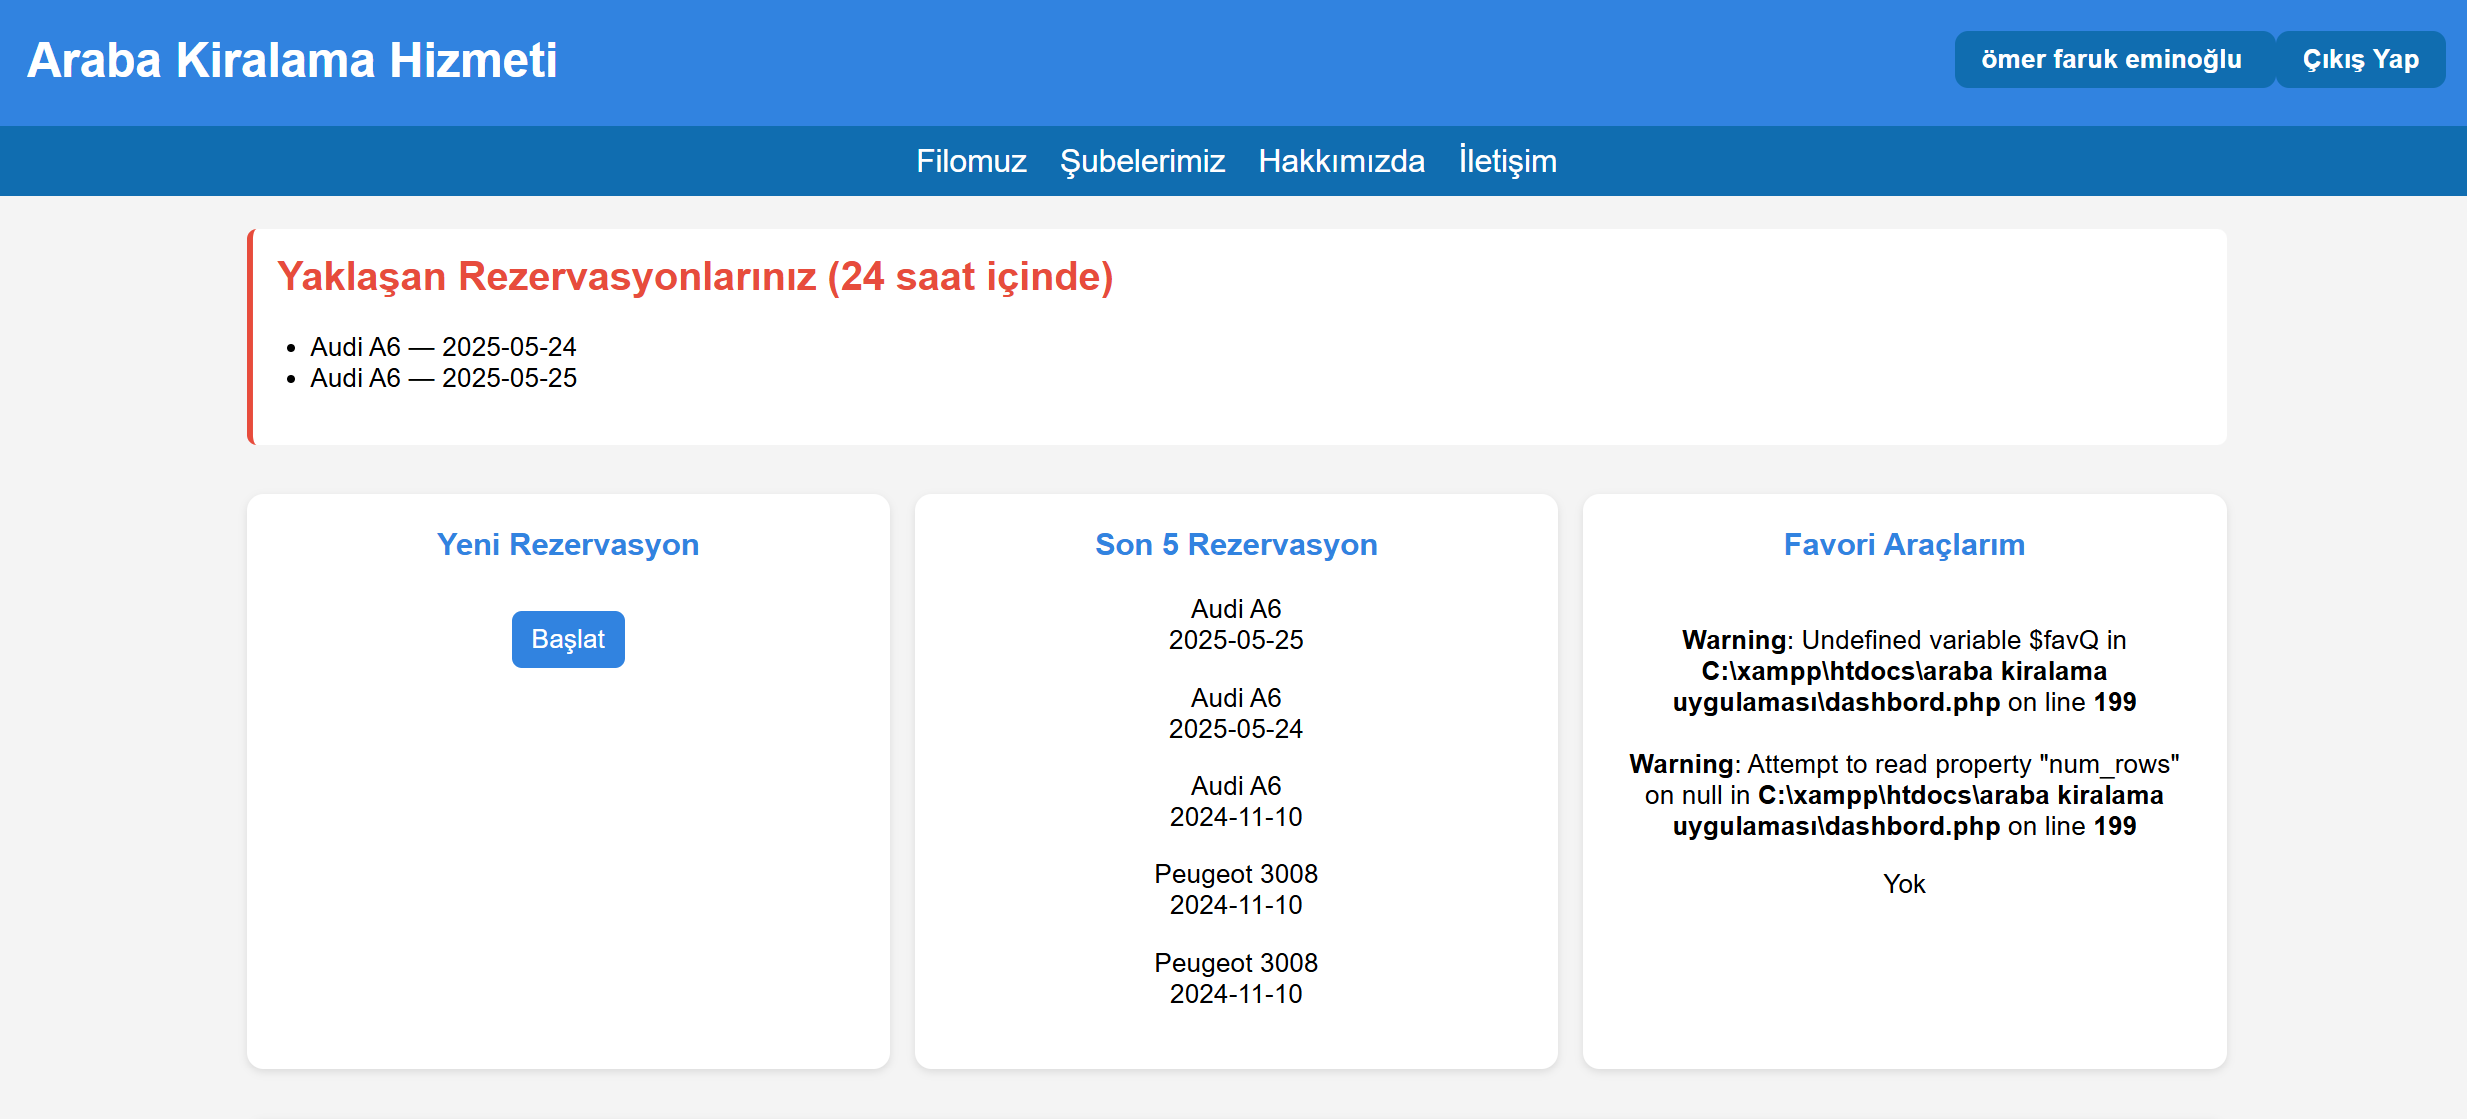 Araba Kiralama Hizmeti
ömer faruk eminoğlu
Çıkış Yap
Filomuz Şubelerimiz Hakkımızda İletişim
Yaklaşan Rezervasyonlarınız (24 saat içinde)
• Audi A6 — 2025-05-24
• Audi A6 — 2025-05-25
Yeni Rezervasyon
Başlat
Son 5 Rezervasyon
Audi A6
2025-05-25
Audi A6
2025-05-24
Audi A6
2024-11-10
Peugeot 3008
2024-11-10
Peugeot 3008
2024-11-10
Favori Araçlarım
Warning: Undefined variable $favQ in
C:\xampp\htdocs\araba kiralama
uygulaması\dashbord.php on line 199
Warning: Attempt to read property "num_rows"
on null in C:\xampp\htdocs\araba kiralama
uygulaması\dashbord.php on line 199
Yok